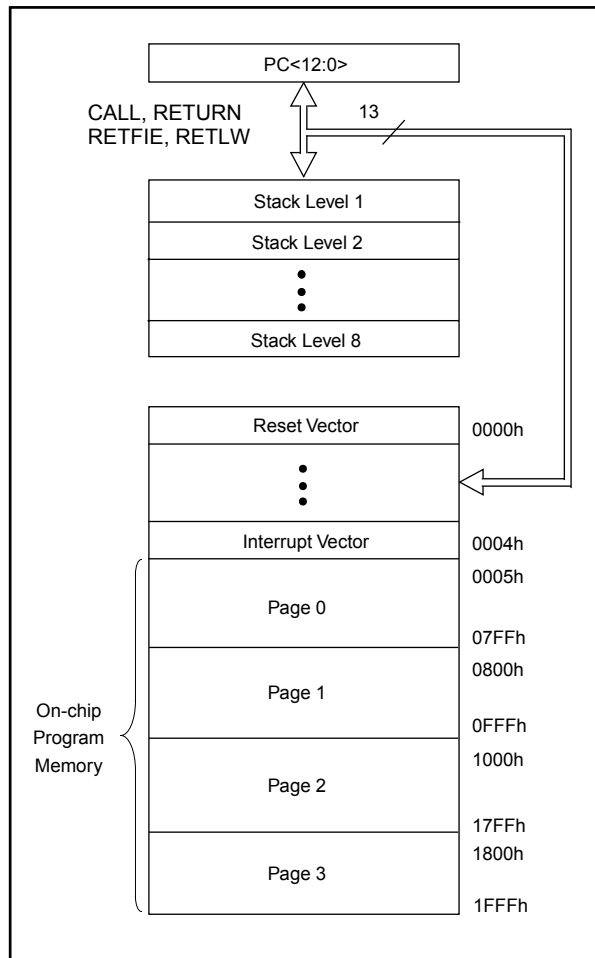 PC<12:0>
CALL, RETURN
RETFIE, RETLW
13
Stack Level 1
Stack Level 2
Stack Level 8
Reset Vector
0000h
Interrupt Vector
0004h
0005h
Page 0
07FFh
0800h
Page 1
0FFFh
On-chip
Program
Memory
1000h
Page 2
17FFh
1800h
Page 3
1FFFh